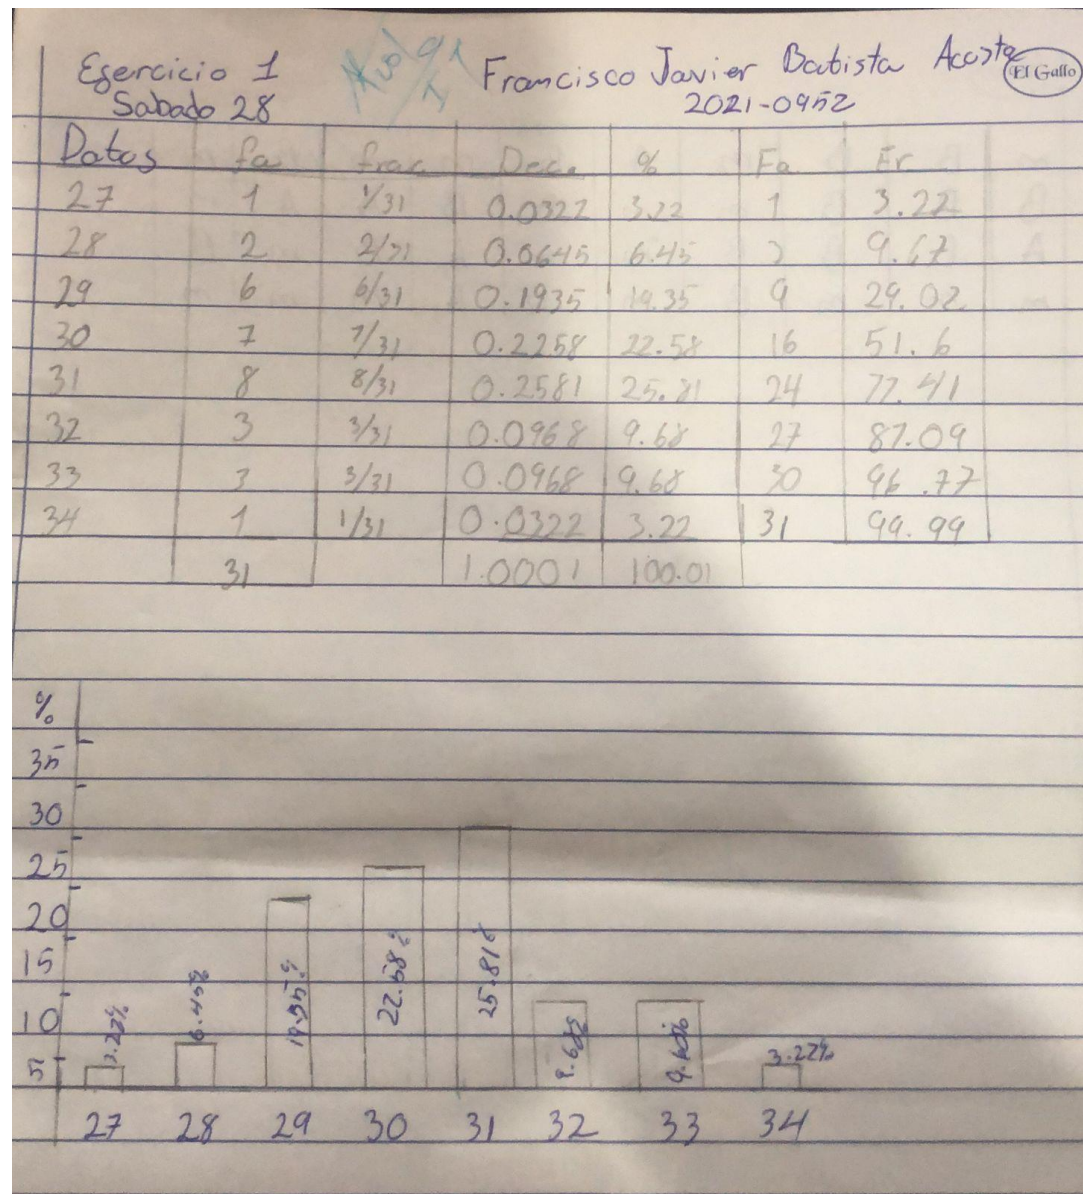 Esercicio 1
Sabado 28
Francisco Javier Batista Acosta
El Gallo
2021-0952
Datos fa frac. Dec. % Fa Er
27 1 1/31 0.0322 3.22 1 3.22
28 2 2/31 0.0645 6.45 3 9.67
29 6 6/31 0.1935 19.35 9 29.02
30 7 7/31 0.2258 22.58 16 51.6
31 8 8/31 0.2581 25.81 24 77.41
32 3 3/31 0.0968 9.68 27 87.09
33 3 3/31 0.0968 9.68 30 96.77
34 1 1/31 0.0322 3.22 31 99.99
31 1.0001 100.01
%
35
30
25
20
15
10
5
3.22%
6.45%
19.35%
22.58%
25.81%
9.68%
9.68%
3.22%
27 28 29 30 31 32 33 34